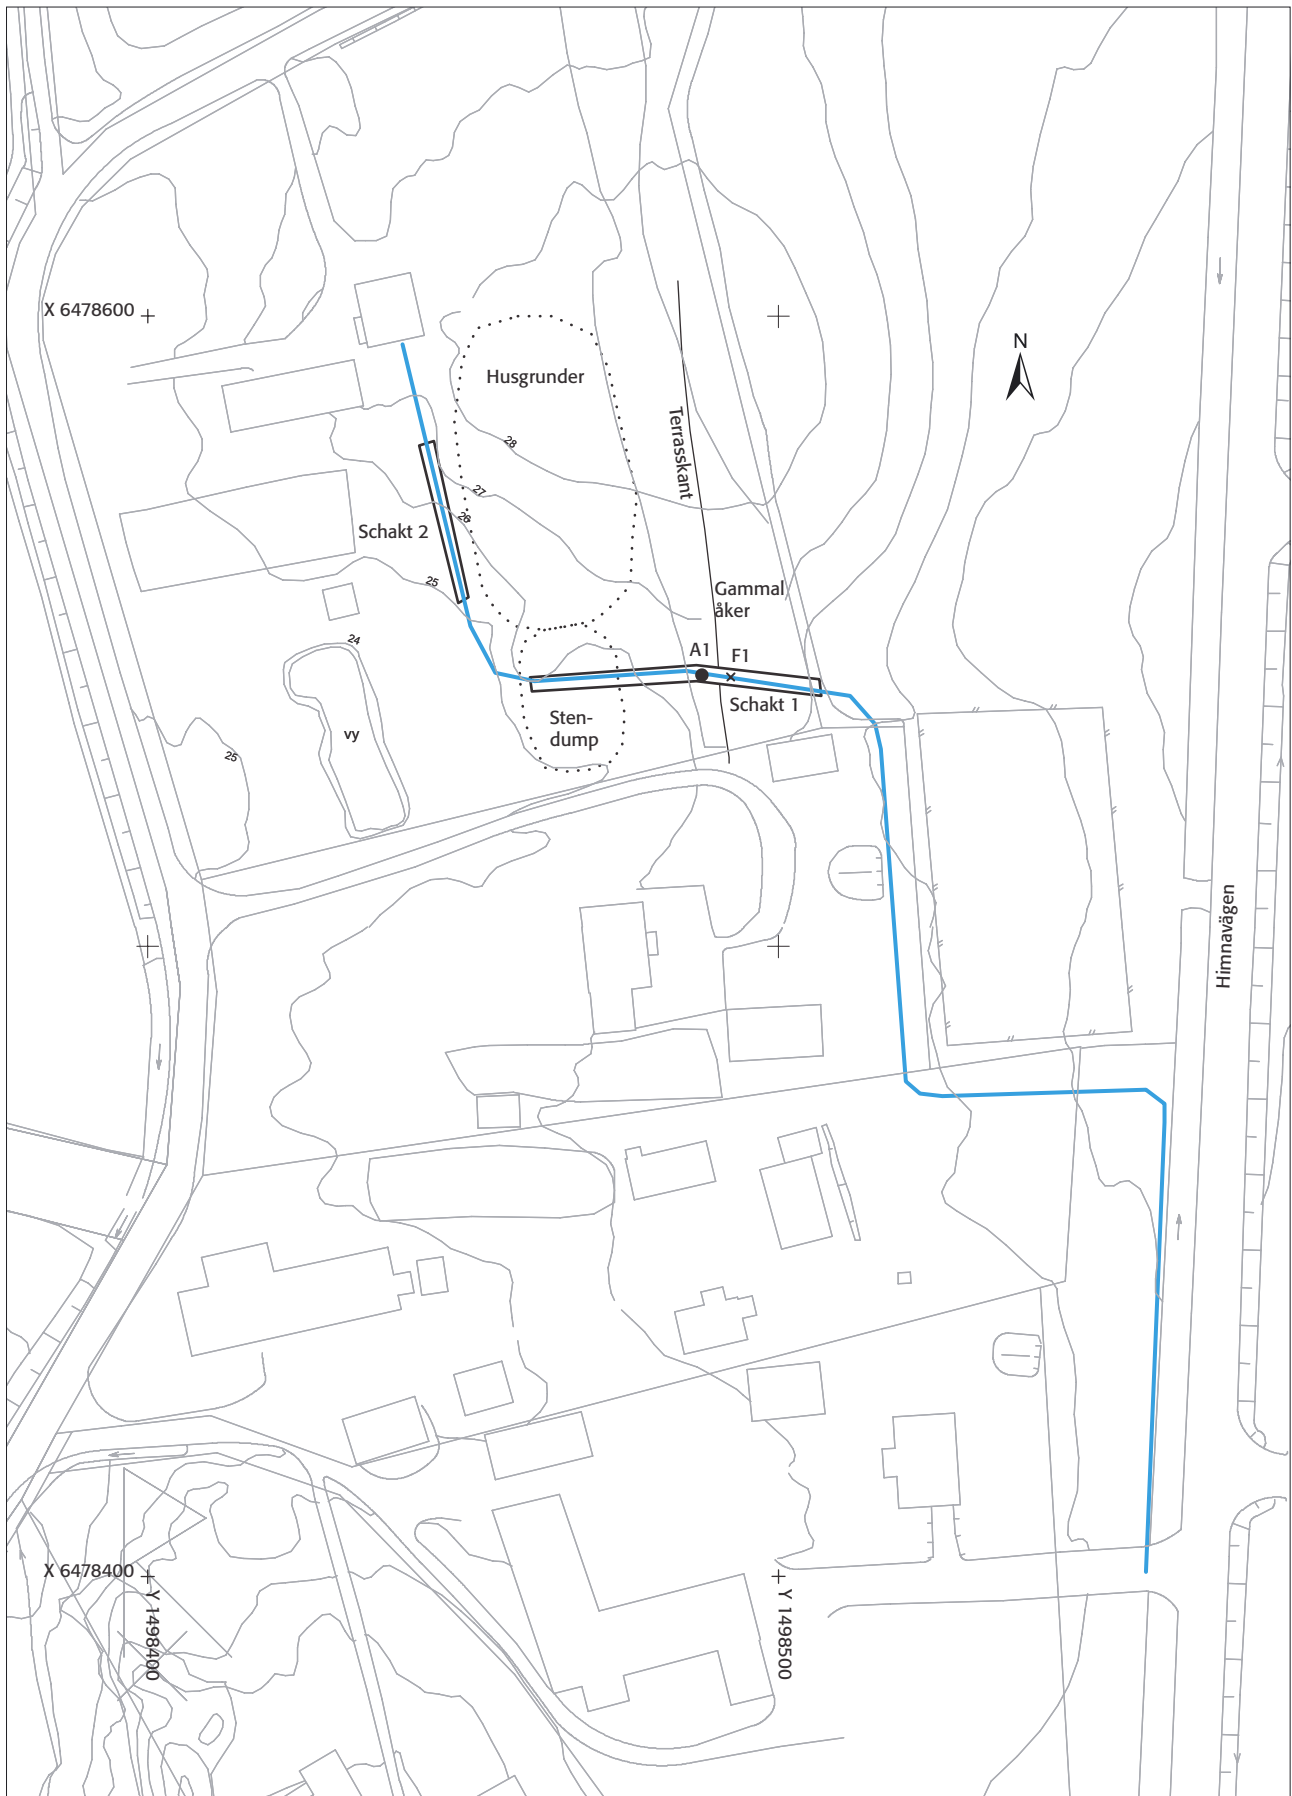 X 6478600
N
Husgrunder
Terrasskant
28
27
26
Schakt 2
25
Gammal
åker
24
A1
F1
Schakt 1
Sten-
dump
vy
25
Himnavägen
X 6478400
Y 1498400
Y 1498500